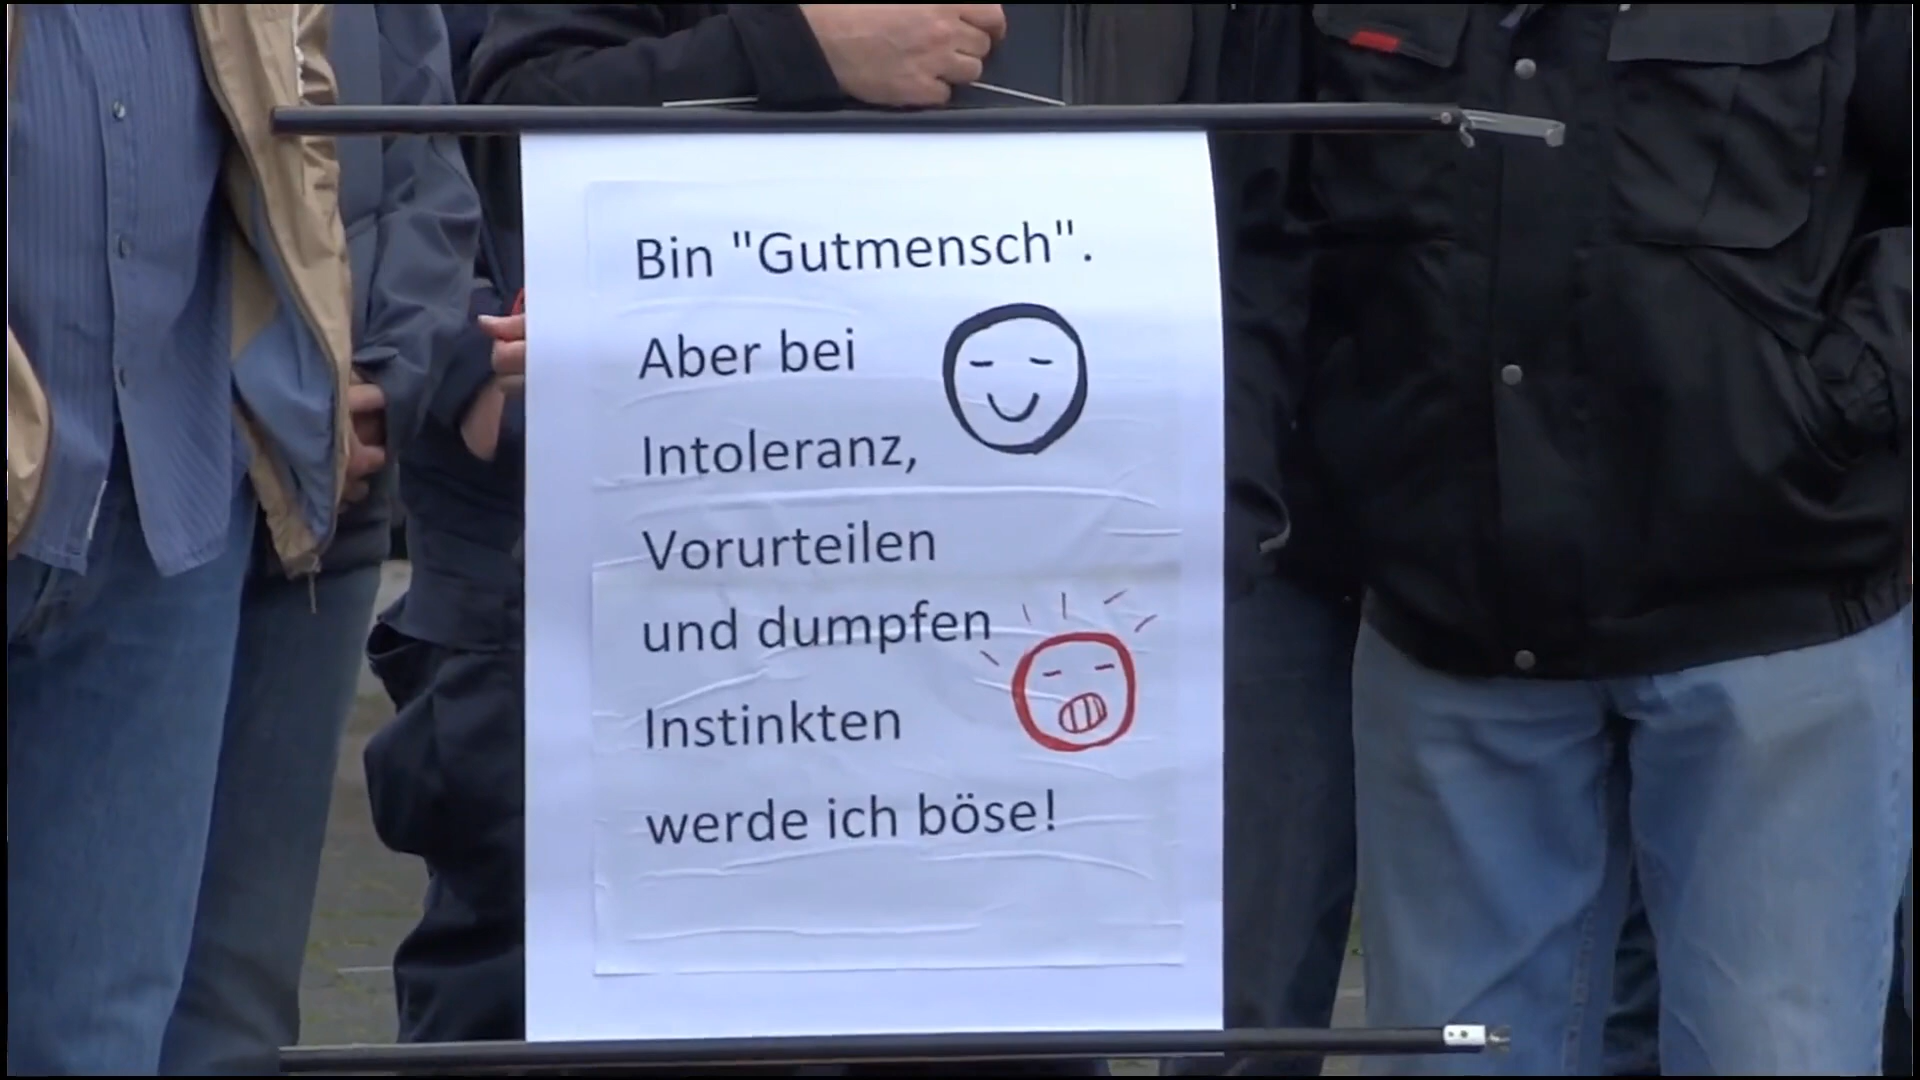 Bin "Gutmensch".
Aber bei
Intoleranz,
Vorurteilen
und dumpfen
Instinkten
werde ich böse!